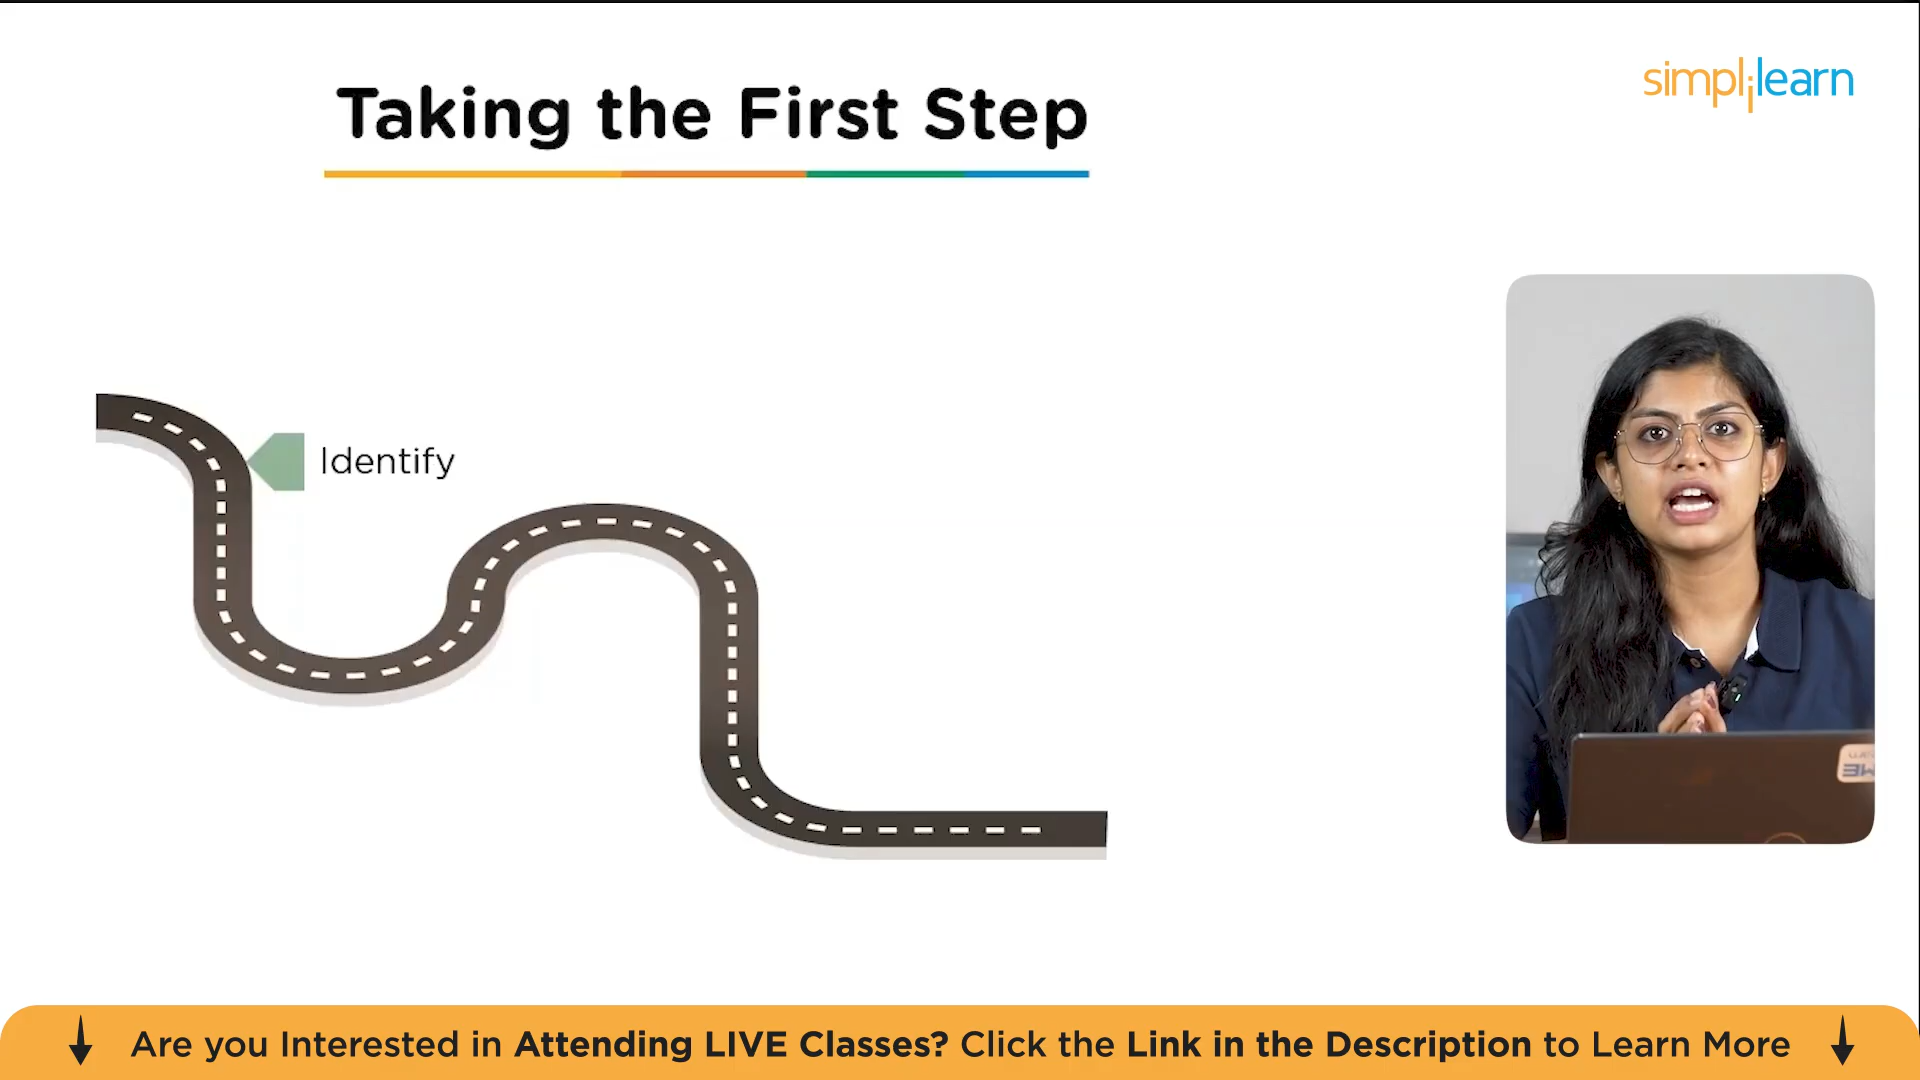 Taking the First Step
simplilearn
Identify
Are you Interested in Attending LIVE Classes? Click the Link in the Description to Learn More